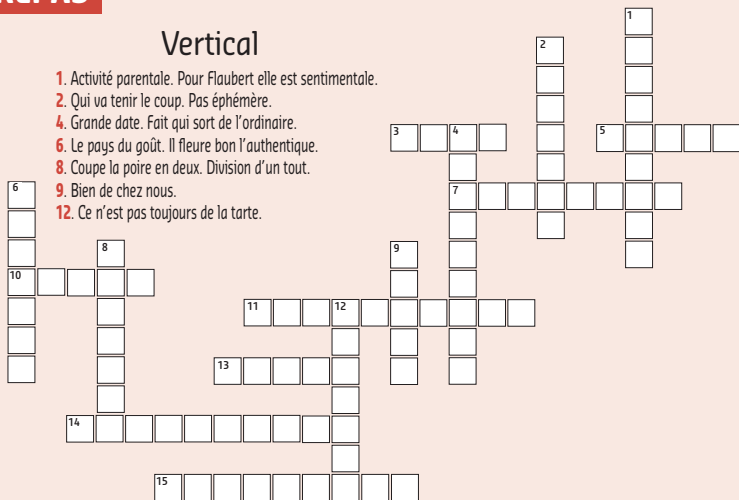 Vertical
1. Activité parentale. Pour Flaubert elle est sentimentale.
2. Qui va tenir le coup. Pas éphémère.
4. Grande date. Fait qui sort de l'ordinaire.
6. Le pays du goût. Il fleure bon l'authentique.
8. Coupe la poire en deux. Division d'un tout.
9. Bien de chez nous.
12. Ce n'est pas toujours de la tarte.
1
2
3
4
5
7
6
8
9
10
11
12
13
14
15